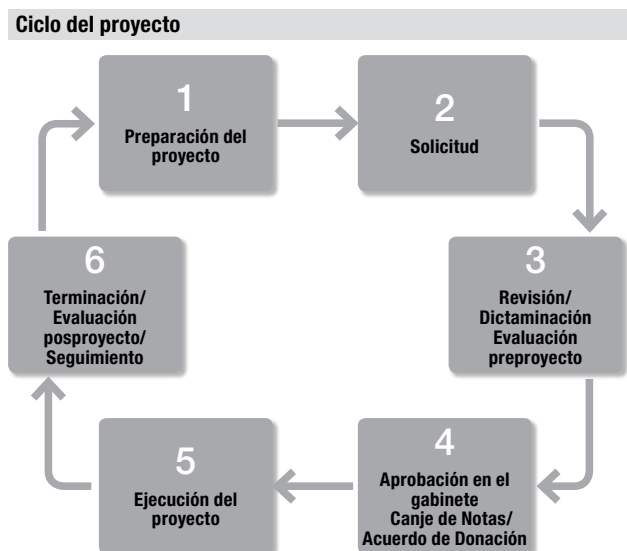 Ciclo del proyecto
1
Preparación del
proyecto
2
Solicitud
3
Revisión/
Dictaminación
Evaluación
preproyecto
4
Aprobación en el
gabinete
Canje de Notas/
Acuerdo de Donación
5
Ejecución del
proyecto
6
Terminación/
Evaluación
posproyecto/
Seguimiento